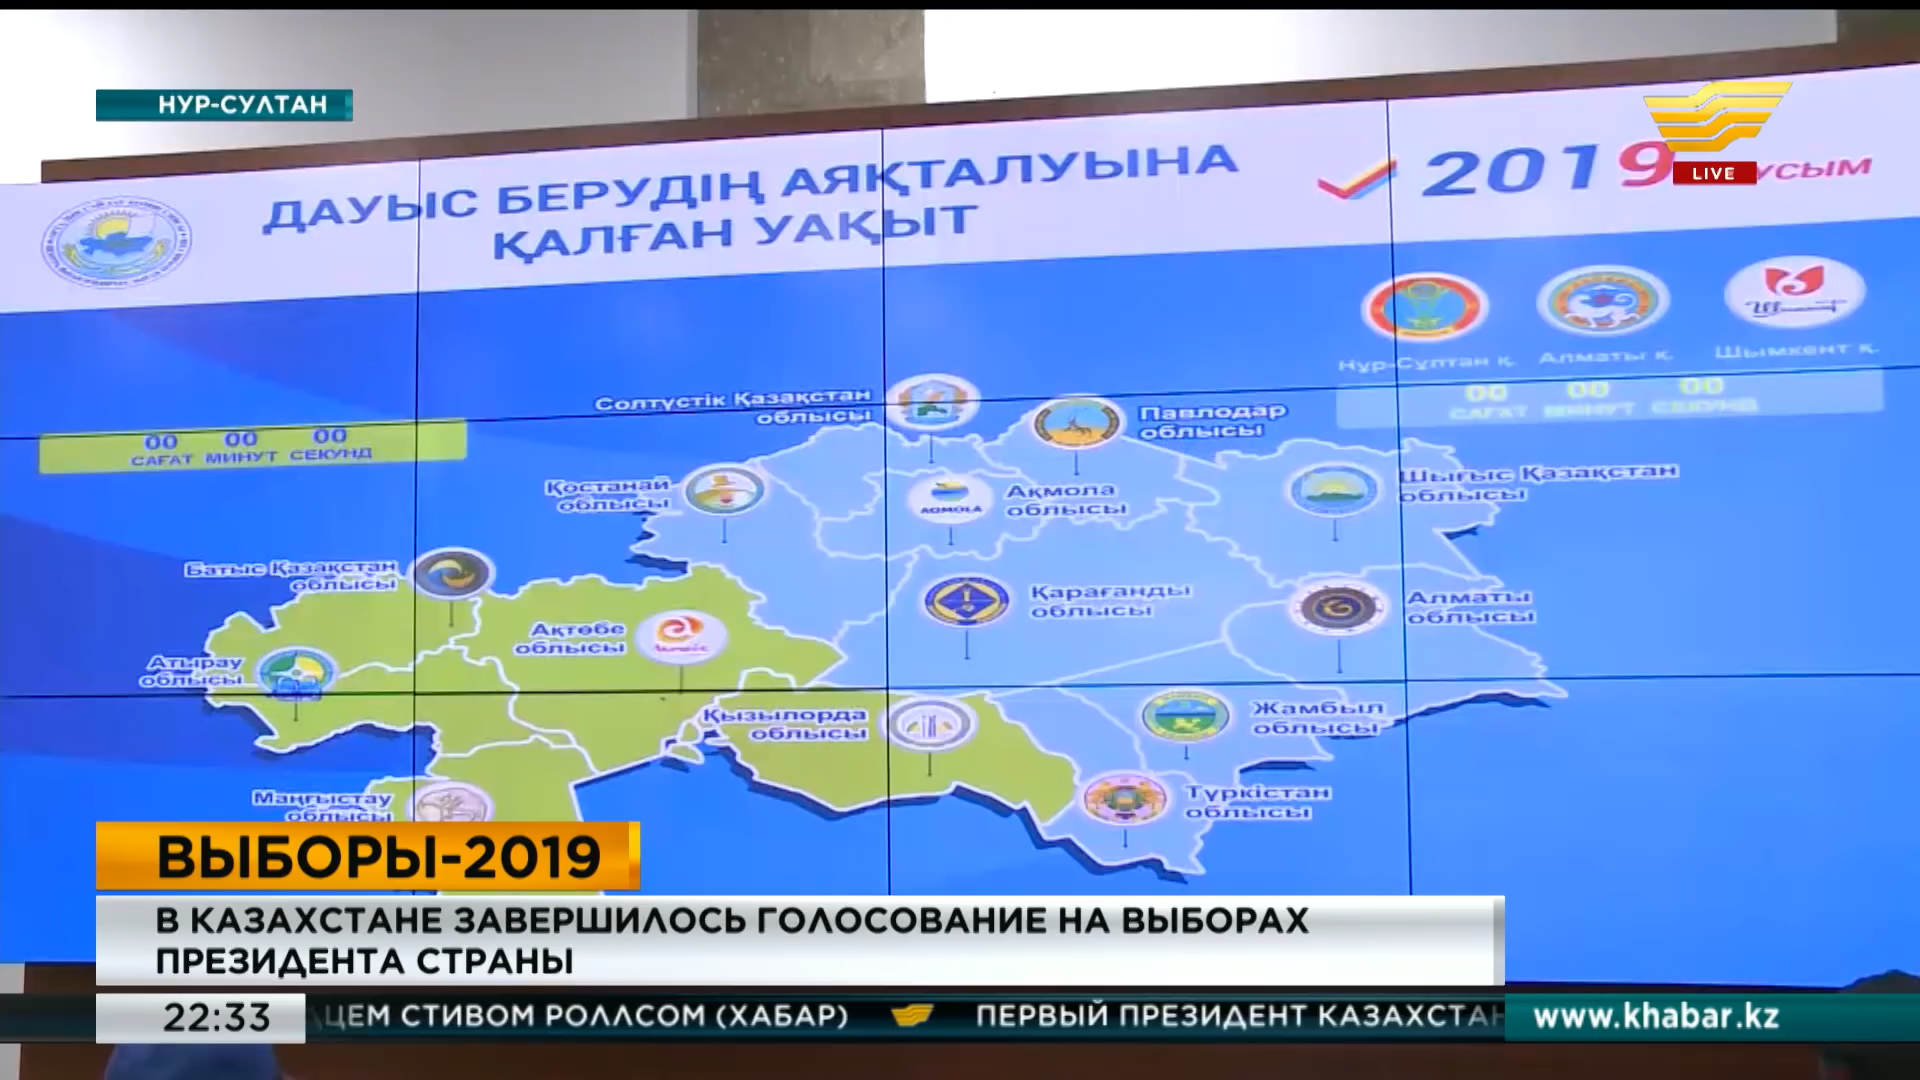 НУР-СУЛТАН
LIVE
ДАУЫС БЕРУДІҢ АЯҚТАЛУЫНА
ҚАЛҒАН УАҚЫТ
2019
Нұр-Сұлтан қ.
Алматы қ.
Шымкент қ.
00 00 00
САҒАТ МИНУТ СЕКУНД
00 00 00
САҒАТ МИНУТ СЕКУНД
Солтүстік Қазақстан
облысы
Павлодар
облысы
Қостанай
облысы
AQMOLA
Ақмола
облысы
Шығыс Қазақстан
облысы
Батыс Қазақстан
облысы
Ақтөбе
облысы
Қарағанды
облысы
Алматы
облысы
Атырау
облысы
Қызылорда
облысы
Жамбыл
облысы
Маңғыстау
облысы
Түркістан
облысы
ВЫБОРЫ-2019
В КАЗАХСТАНЕ ЗАВЕРШИЛОСЬ ГОЛОСОВАНИЕ НА ВЫБОРАХ
ПРЕЗИДЕНТА СТРАНЫ
22:33
ЦЕМ СТИВОМ РОЛЛСОМ (ХАБАР) ПЕРВЫЙ ПРЕЗИДЕНТ КАЗАХСТАН
www.khabar.kz